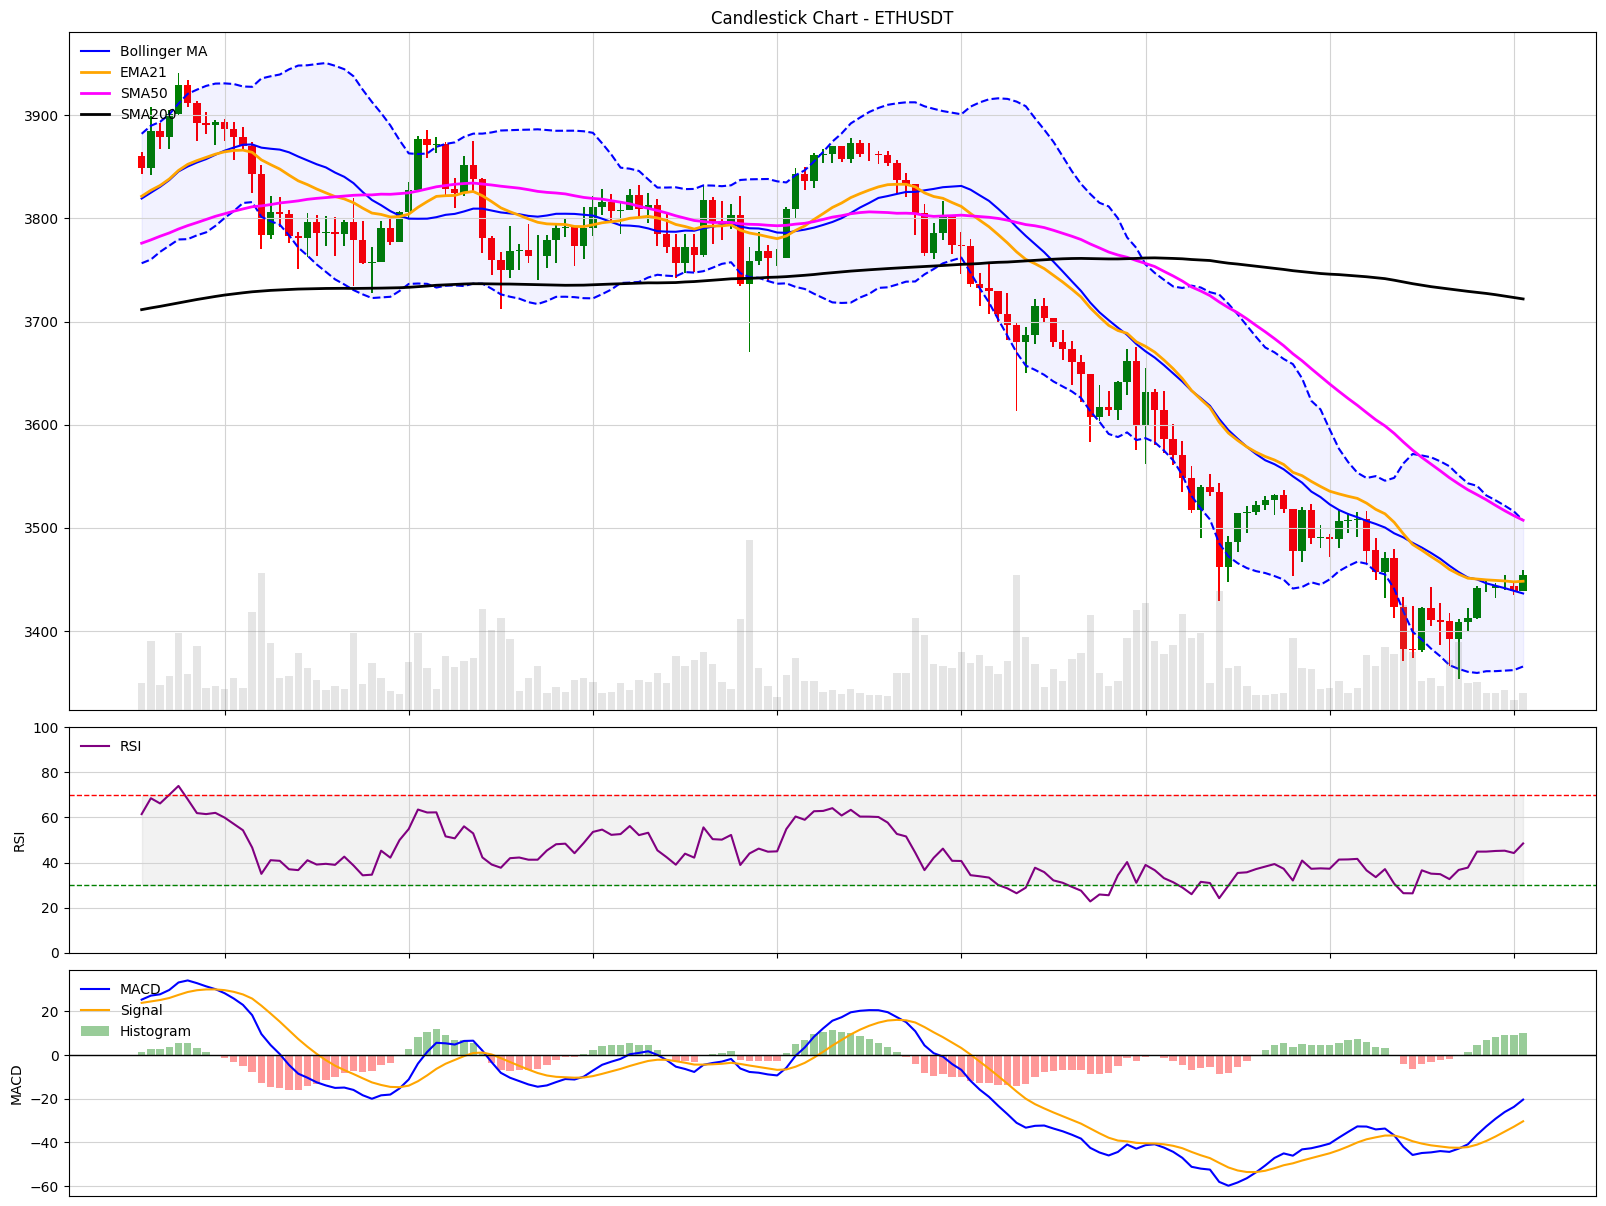 Candlestick Chart - ETHUSDT
Bollinger MA
EMA21
SMA50
SMA200
3900
3800
3700
3600
3500
3400
100
80
60
40
20
0
RSI
RSI
20
0
−20
−40
−60
MACD
MACD
Signal
Histogram